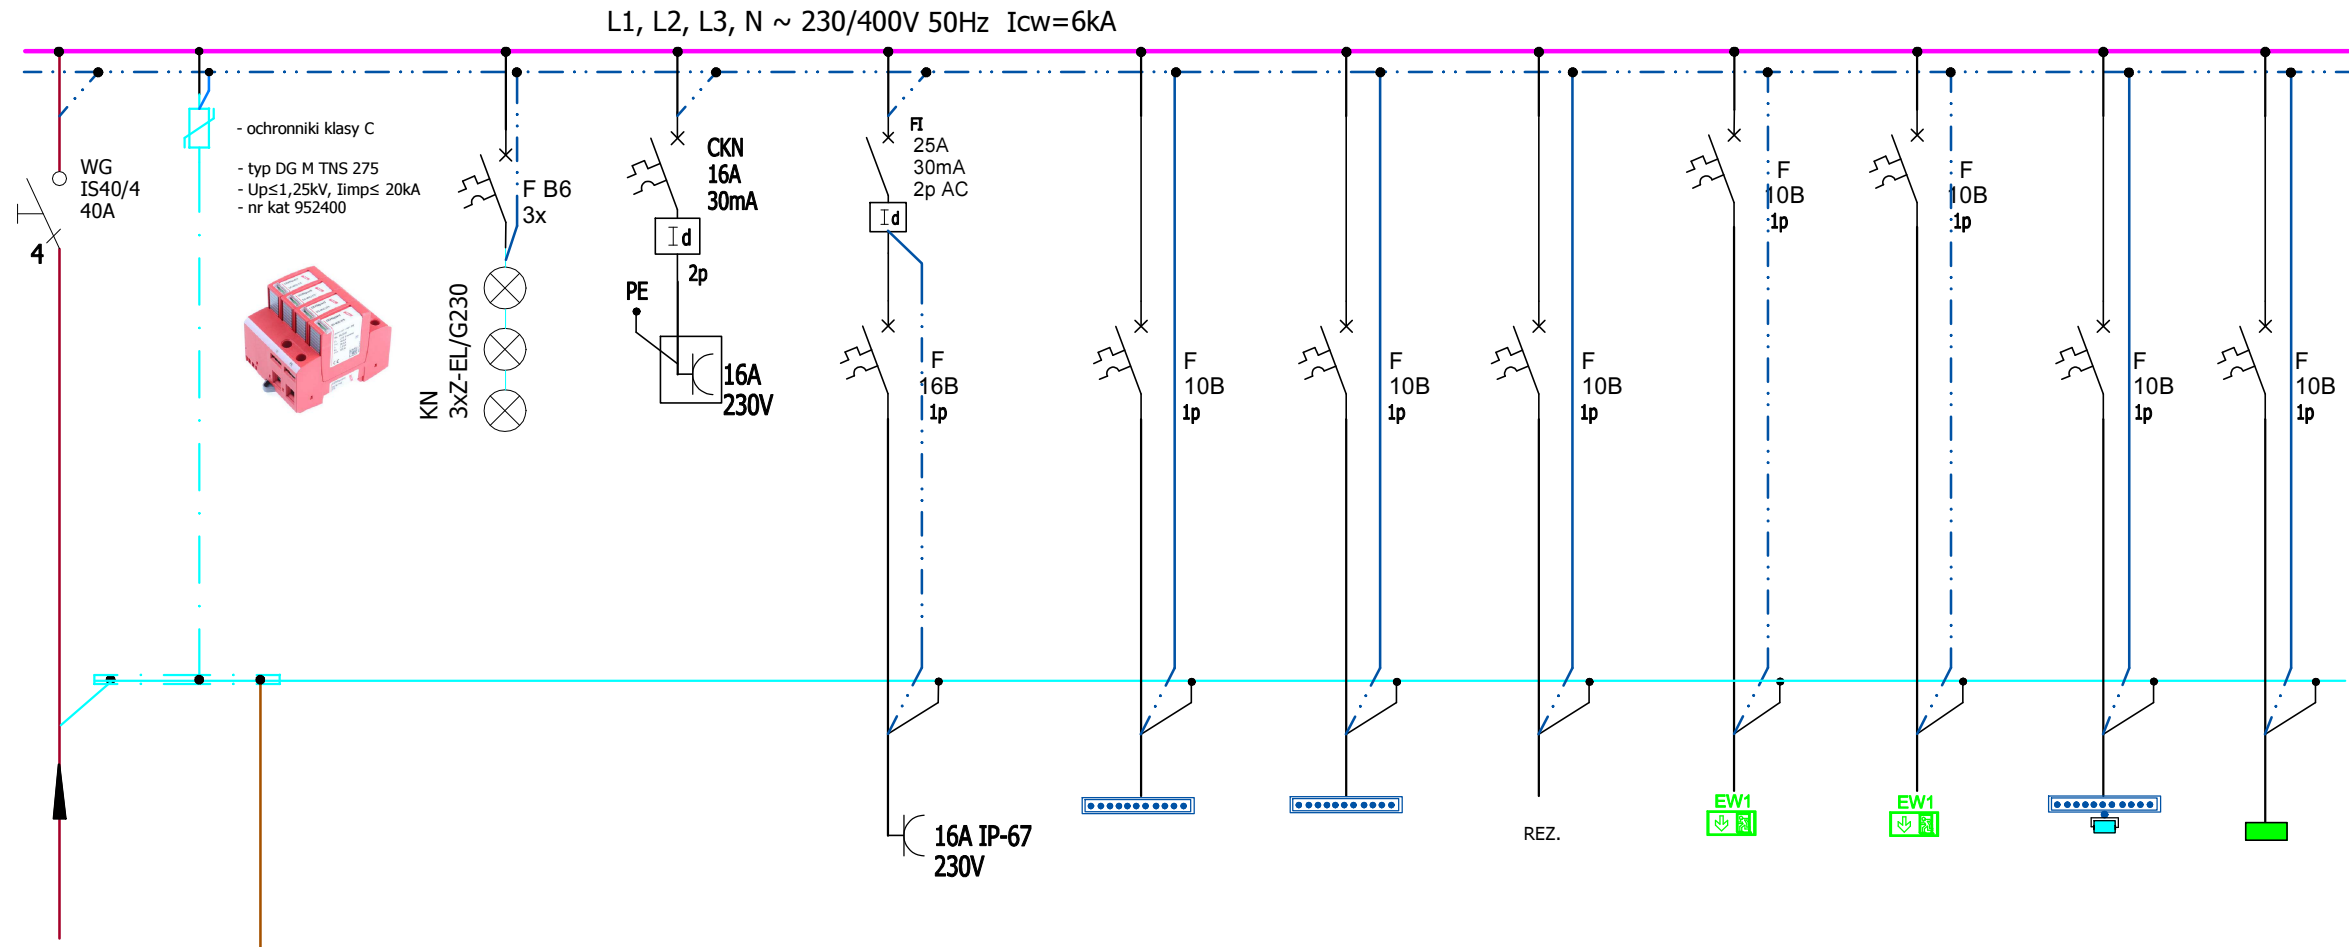 L1, L2, L3, N ~ 230/400V 50Hz Icw=6kA
WG
IS40/4
40A
4
- ochronniki klasy C
- typ DG M TNS 275
- Up≤1,25kV, Iimp≤ 20kA
- nr kat 952400
F B6
3x
KN
3xZ-EL/G230
CKN
16A
30mA
Id
2p
PE
16A
230V
FI
25A
30mA
2p AC
Id
F
16B
1p
16A IP-67
230V
F
10B
1p
F
10B
1p
F
10B
1p
REZ.
F
10B
1p
EW1
F
10B
1p
EW1
F
10B
1p
F
10B
1p